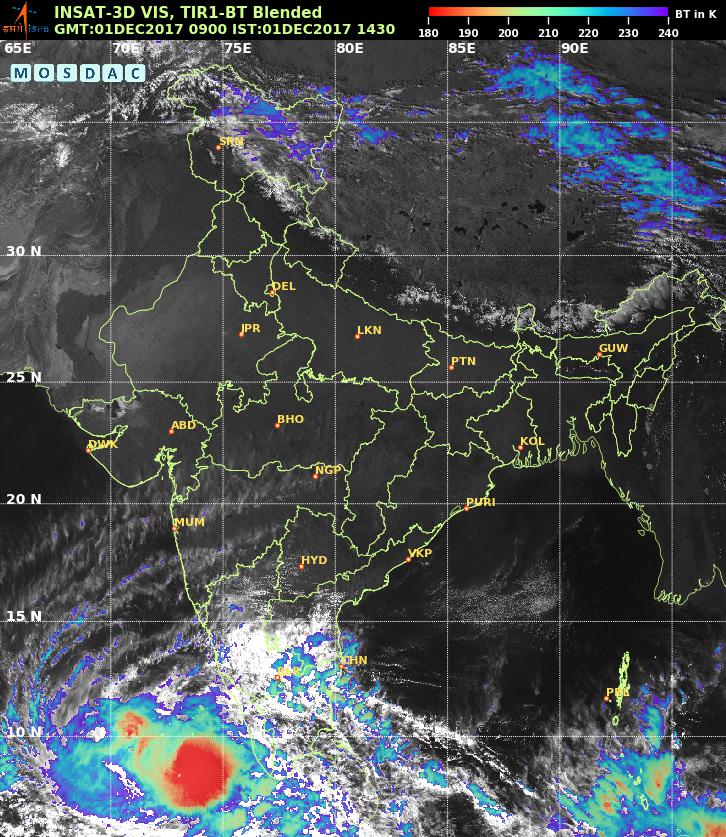 INSAT-3D VIS, TIR1-BT Blended
GMT:01DEC2017 0900 IST:01DEC2017 1430
BT in K
180 190 200 210 220 230 240
65E 70E 75E 80E 85E 90E
MOSDAC
SRN
30 N
DEL
JPR LKN
GUW
PTN
25 N
ABD BHO
DWK KOL
NGP
20 N PURI
MUM
VKP
HYD
15 N
CHN
10 N